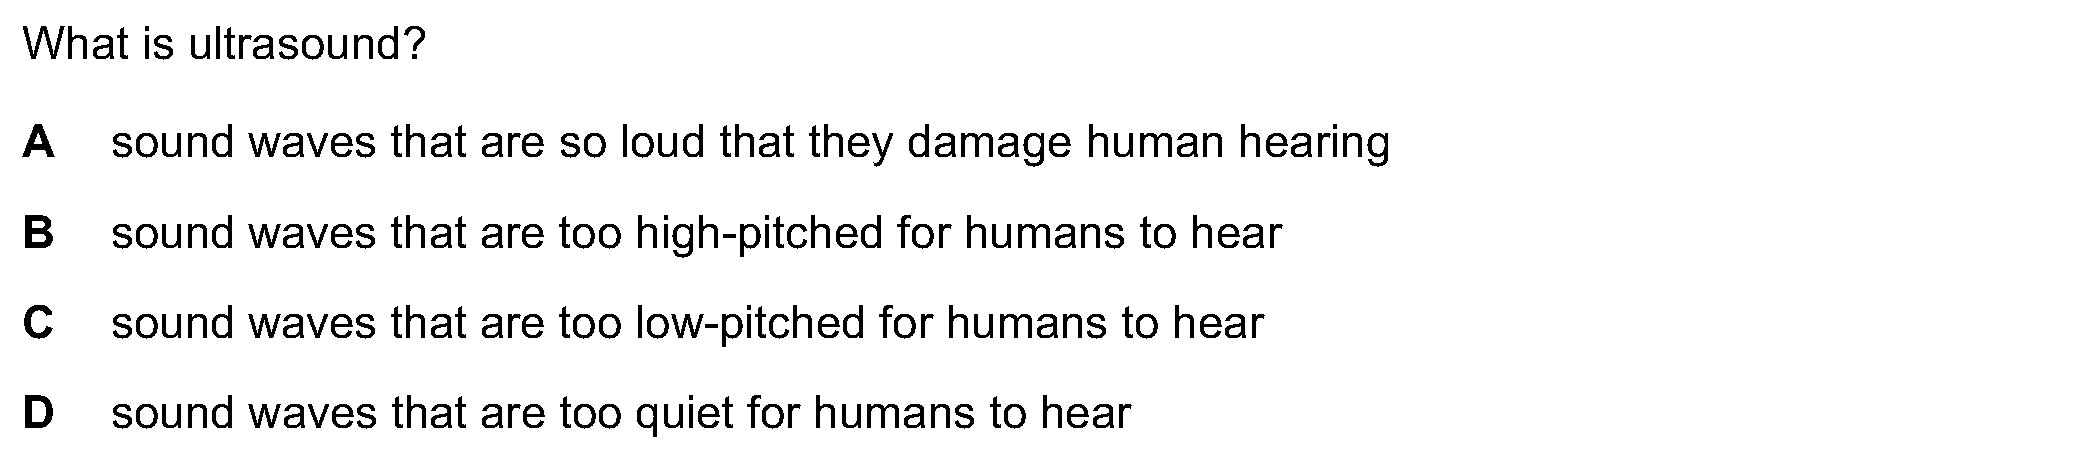 What is ultrasound?
A sound waves that are so loud that they damage human hearing
B sound waves that are too high-pitched for humans to hear
C sound waves that are too low-pitched for humans to hear
D sound waves that are too quiet for humans to hear